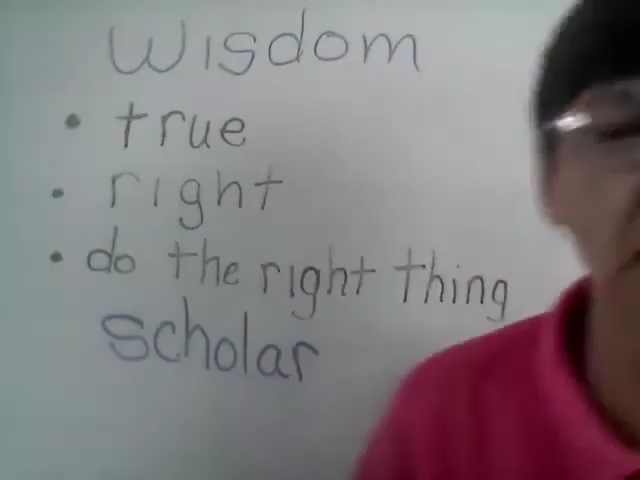 Wisdom
• true
• right
• do the right thing
scholar